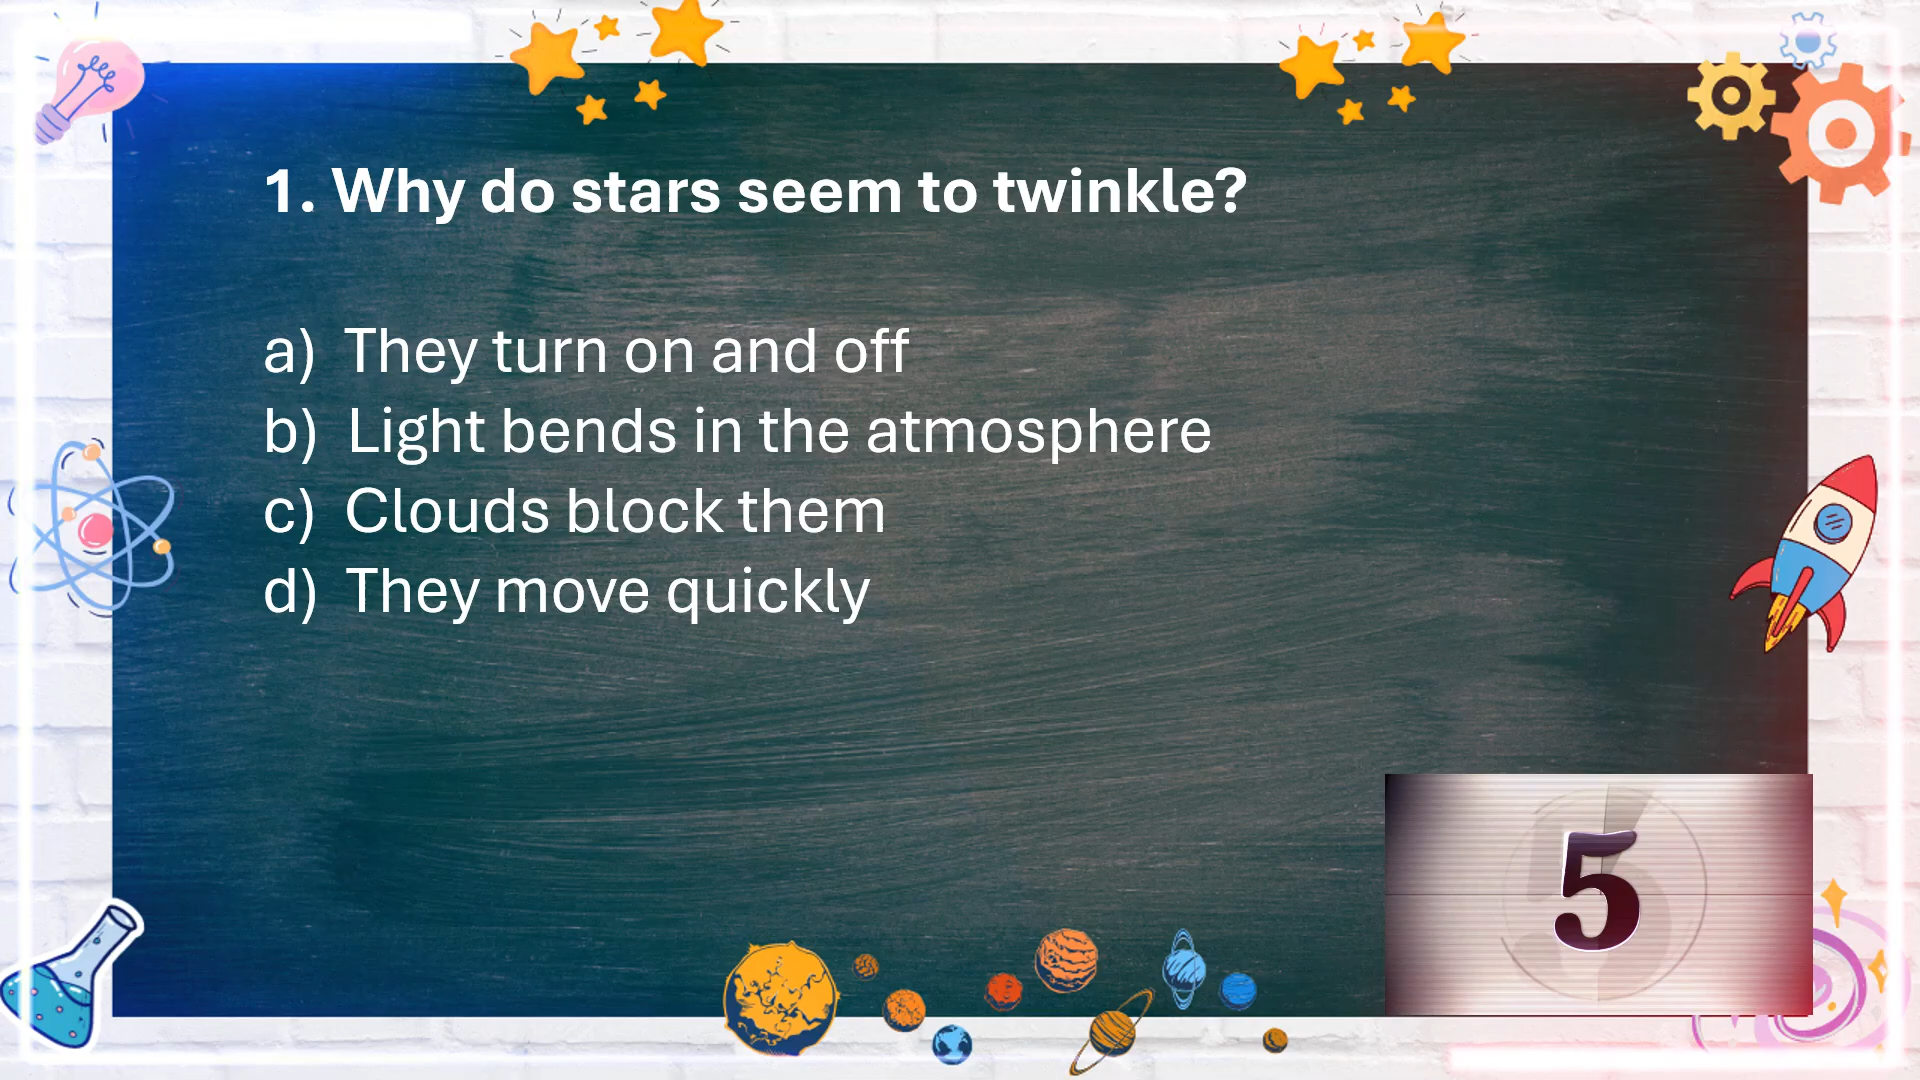 1. Why do stars seem to twinkle?
a) They turn on and off
b) Light bends in the atmosphere
c) Clouds block them
d) They move quickly
5